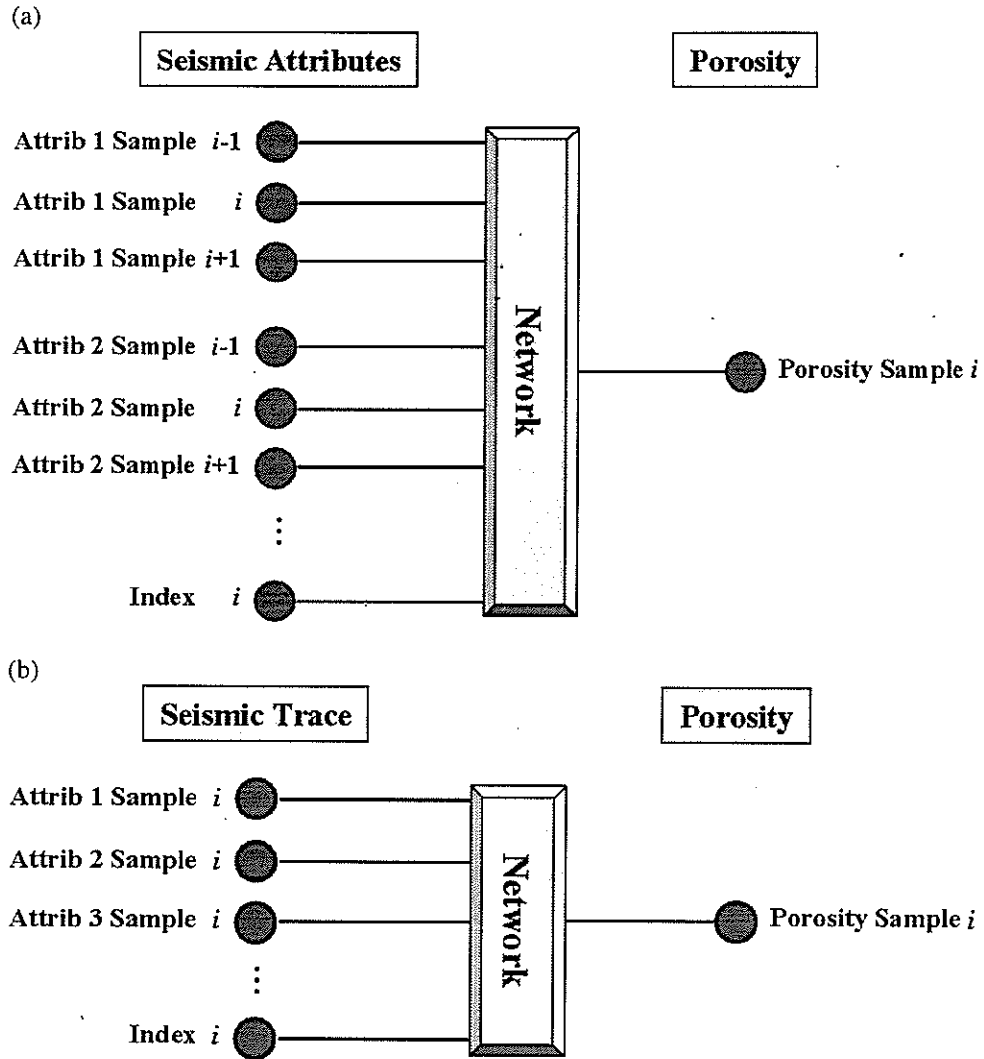 (a)
Seismic Attributes
Porosity
Attrib 1 Sample i-1
Attrib 1 Sample i
Attrib 1 Sample i+1
Attrib 2 Sample i-1
Attrib 2 Sample i
Attrib 2 Sample i+1
⋮
Index i
Network
Porosity Sample i
(b)
Seismic Trace
Porosity
Attrib 1 Sample i
Attrib 2 Sample i
Attrib 3 Sample i
⋮
Index i
Network
Porosity Sample i